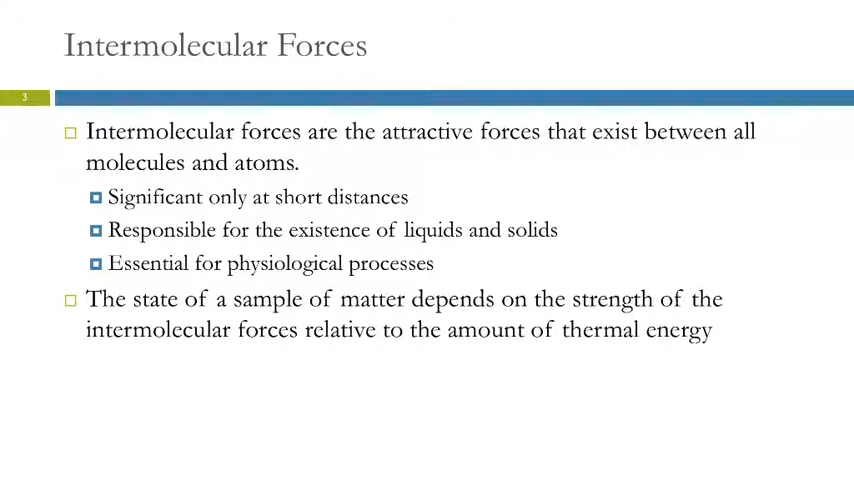 Intermolecular Forces
3
Intermolecular forces are the attractive forces that exist between all
molecules and atoms.
Significant only at short distances
Responsible for the existence of liquids and solids
Essential for physiological processes
The state of a sample of matter depends on the strength of the
intermolecular forces relative to the amount of thermal energy